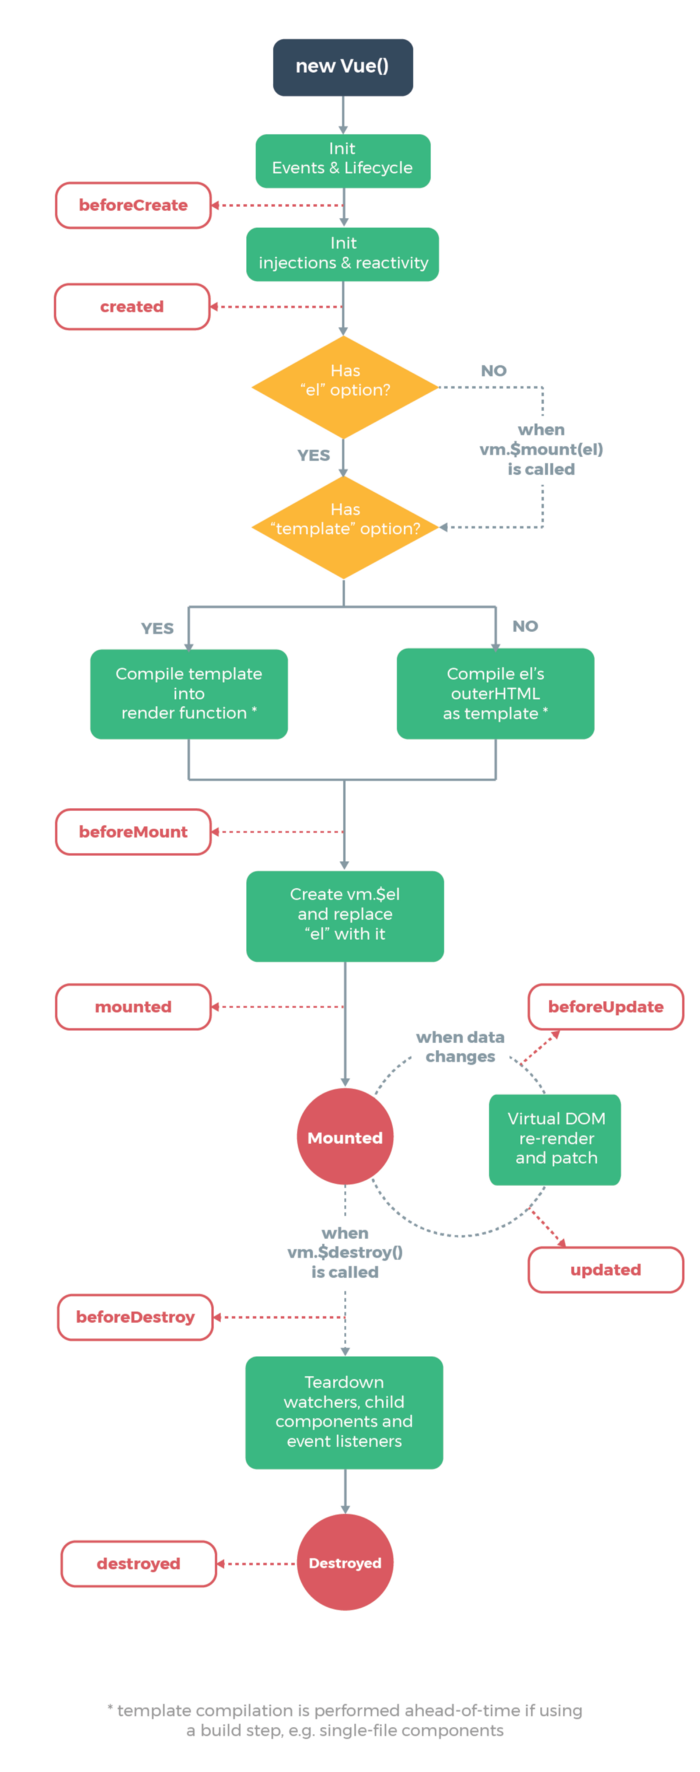 new Vue()
Init
Events & Lifecycle
beforeCreate
Init
injections & reactivity
created
Has
“el” option?
NO
when
vm.$mount(el)
is called
YES
Has
“template” option?
YES
NO
Compile template
into
render function *
Compile el’s
outerHTML
as template *
beforeMount
Create vm.$el
and replace
“el” with it
mounted
beforeUpdate
when data
changes
Mounted
Virtual DOM
re-render
and patch
when
vm.$destroy()
is called
updated
beforeDestroy
Teardown
watchers, child
components and
event listeners
destroyed
Destroyed
* template compilation is performed ahead-of-time if using
a build step, e.g. single-file components